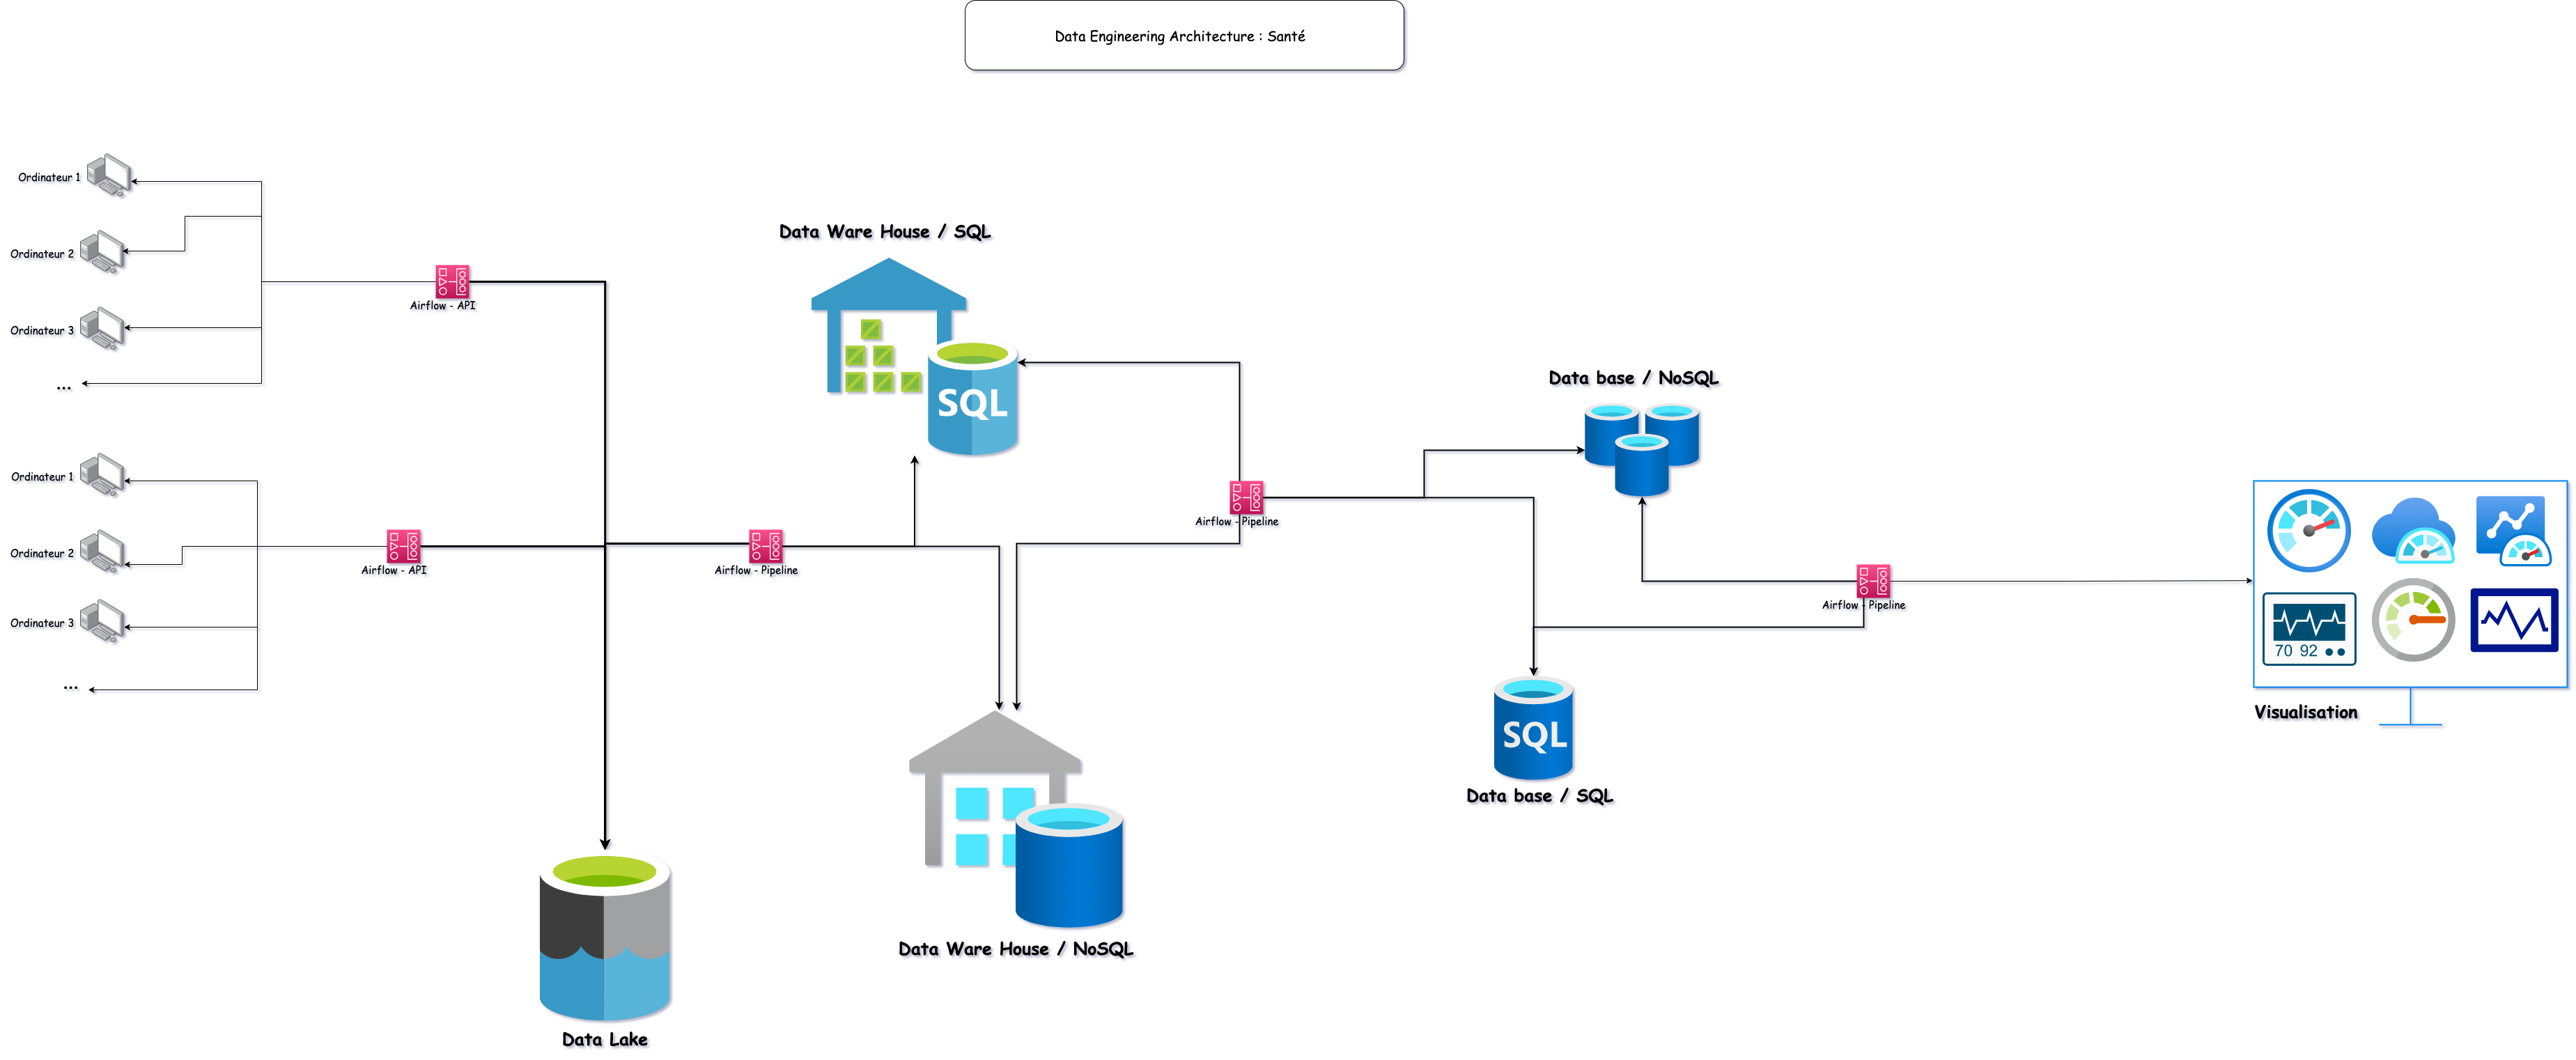 Data Engineering Architecture : Santé
Ordinateur 1
Ordinateur 2
Ordinateur 3
...
Airflow - API
Ordinateur 1
Ordinateur 2
Ordinateur 3
...
Airflow - API
Data Lake
Airflow - Pipeline
Data Ware House / SQL
SQL
Data Ware House / NoSQL
Airflow - Pipeline
Data base / NoSQL
SQL
Data base / SQL
Airflow - Pipeline
70 92
Visualisation